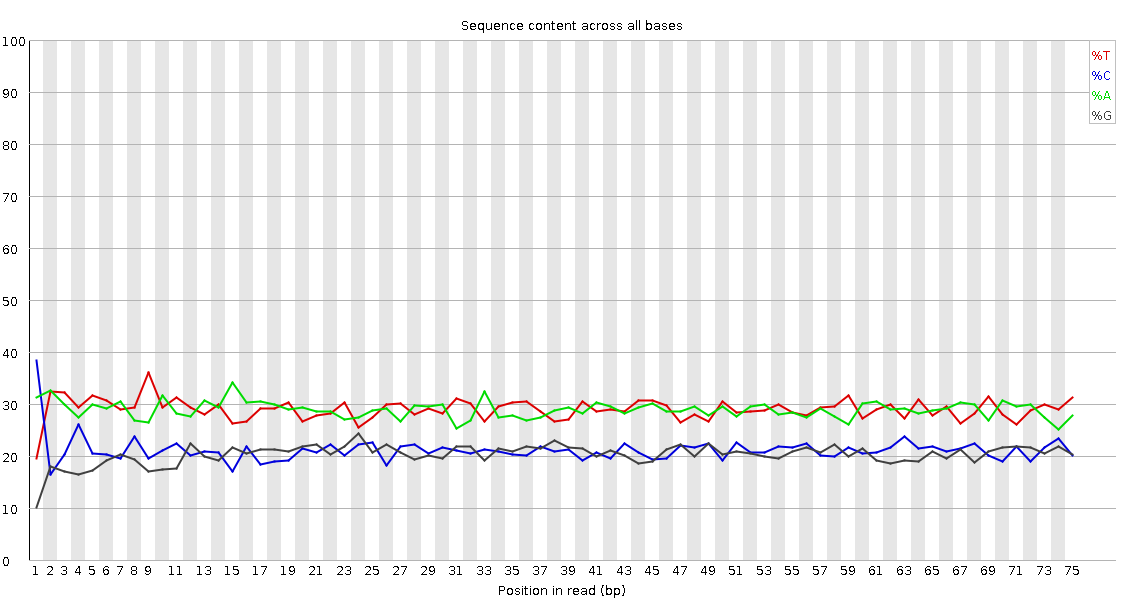 Sequence content across all bases
100
90
80
70
60
50
40
30
20
10
0
%T
%C
%A
%G
1 2 3 4 5 6 7 8 9 11 13 15 17 19 21 23 25 27 29 31 33 35 37 39 41 43 45 47 49 51 53 55 57 59 61 63 65 67 69 71 73 75
Position in read (bp)